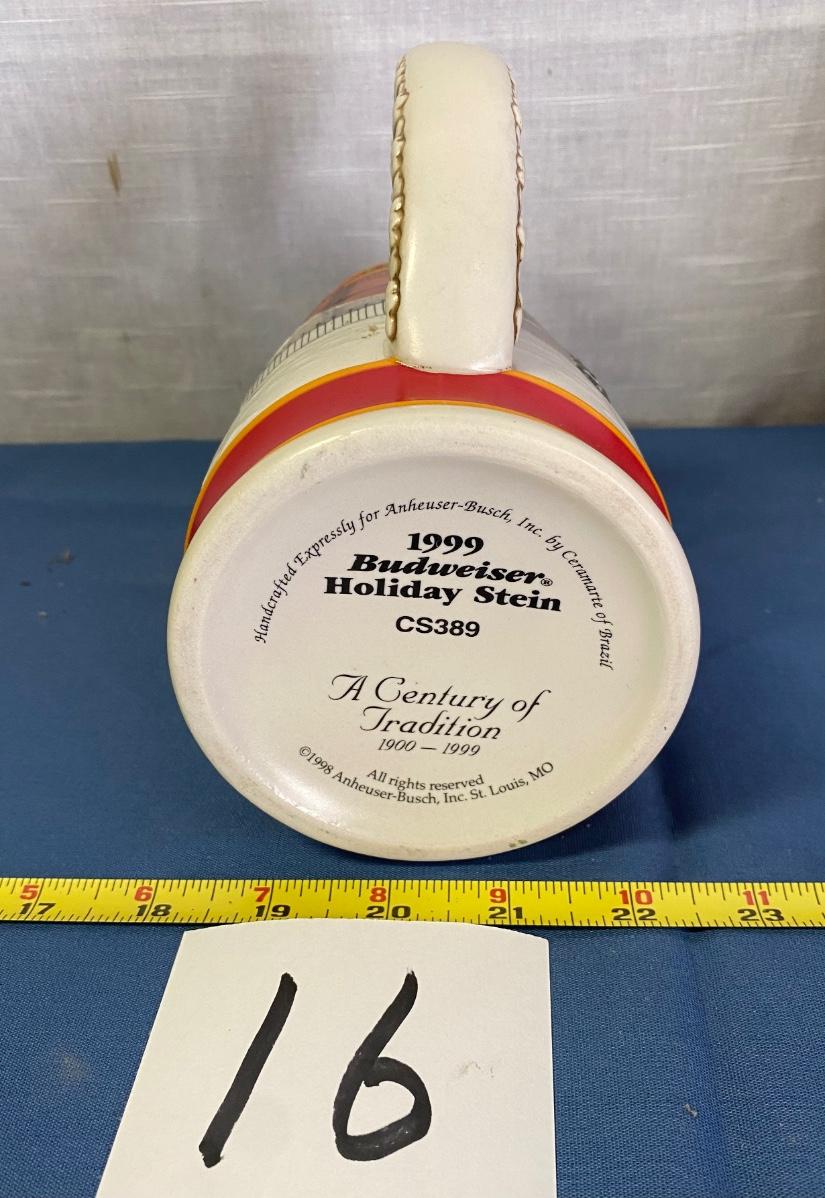 Handcrafted Expressly for Anheuser-Busch, Inc. by Ceramarte of Brazil
1999
Budweiser®
Holiday Stein
CS389
A Century of
Tradition
1900 — 1999
All rights reserved
©1998 Anheuser-Busch, Inc. St. Louis, MO
5 6 7 8 9 10 11
17 18 19 20 21 22 23
16